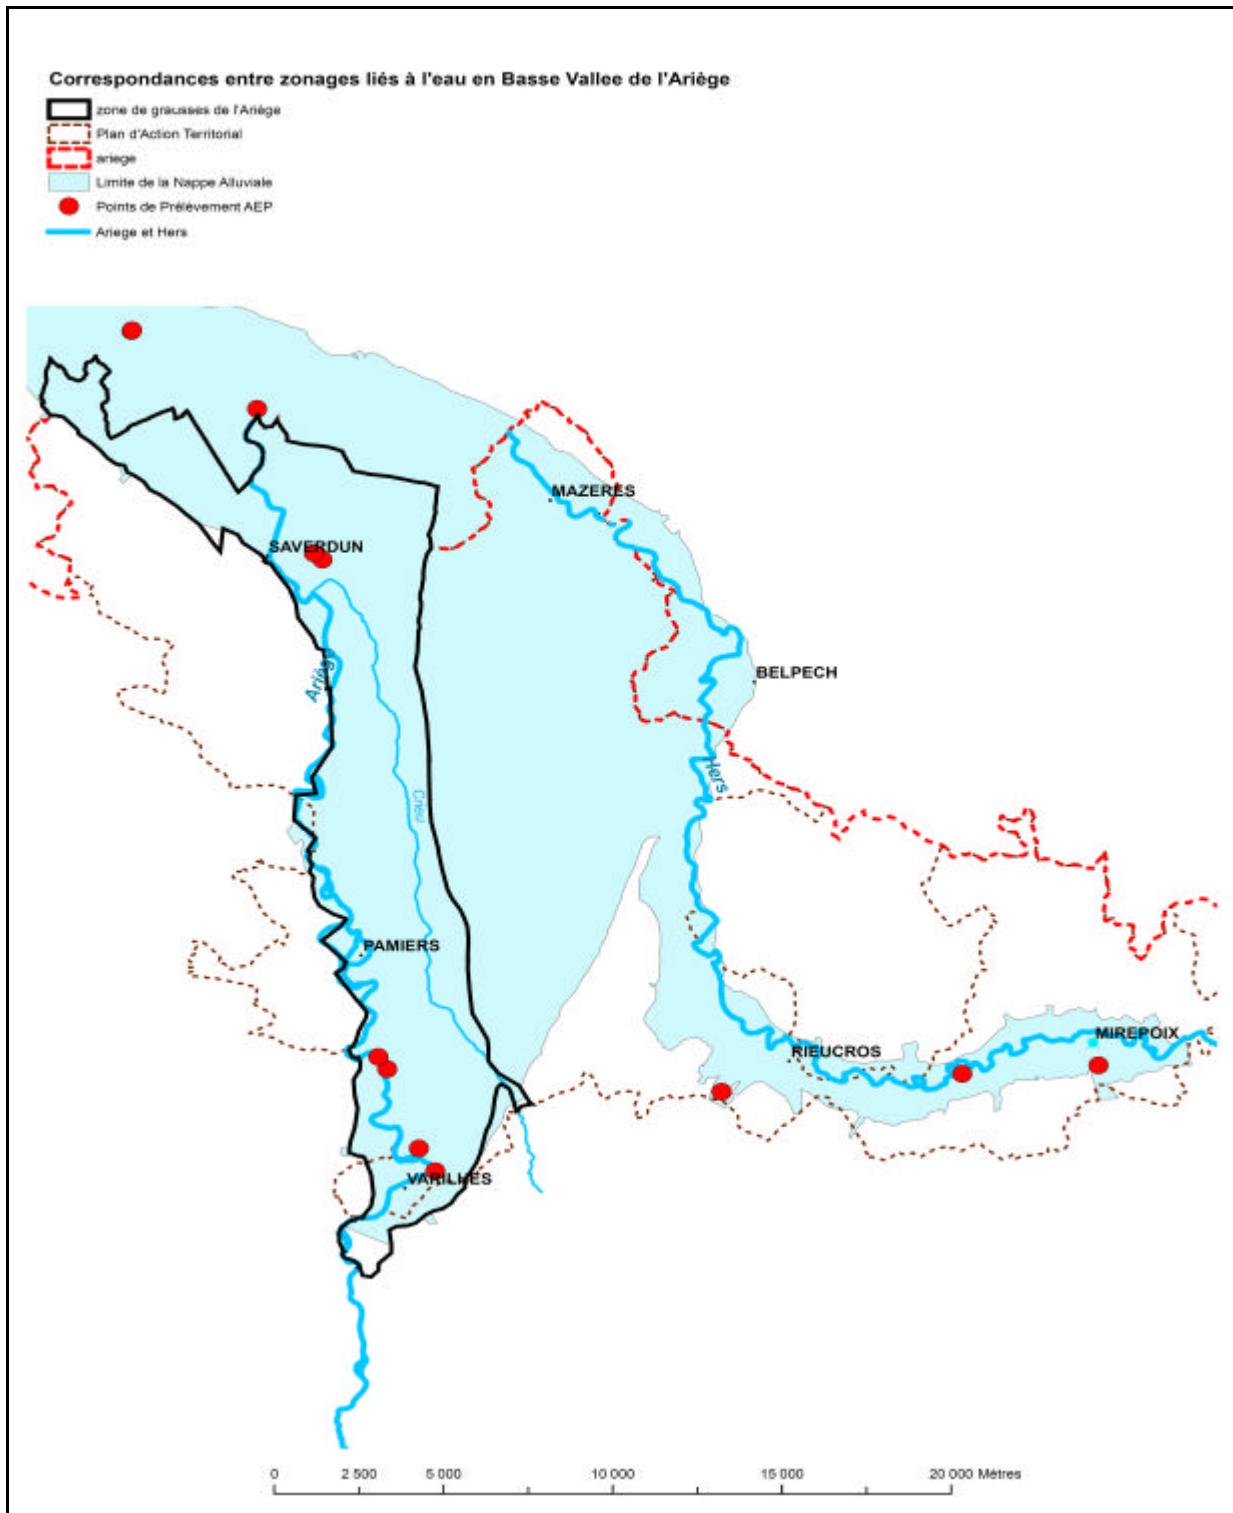 Correspondances entre zonages liés à l'eau en Basse Vallee de l'Ariège
zone de grausses de l'Ariége
Plan d'Action Territorial
ariege
Limite de la Nappe Alluviale
Points de Prélèvement AEP
Ariege et Hers
MAZERES
SAVERDUN
Ariège
BELPECH
Hers
Crieu
PAMIERS
MIREPOIX
RIEUCROS
VARILHES
0 2 500 5 000 10 000 15 000 20 000 Métres